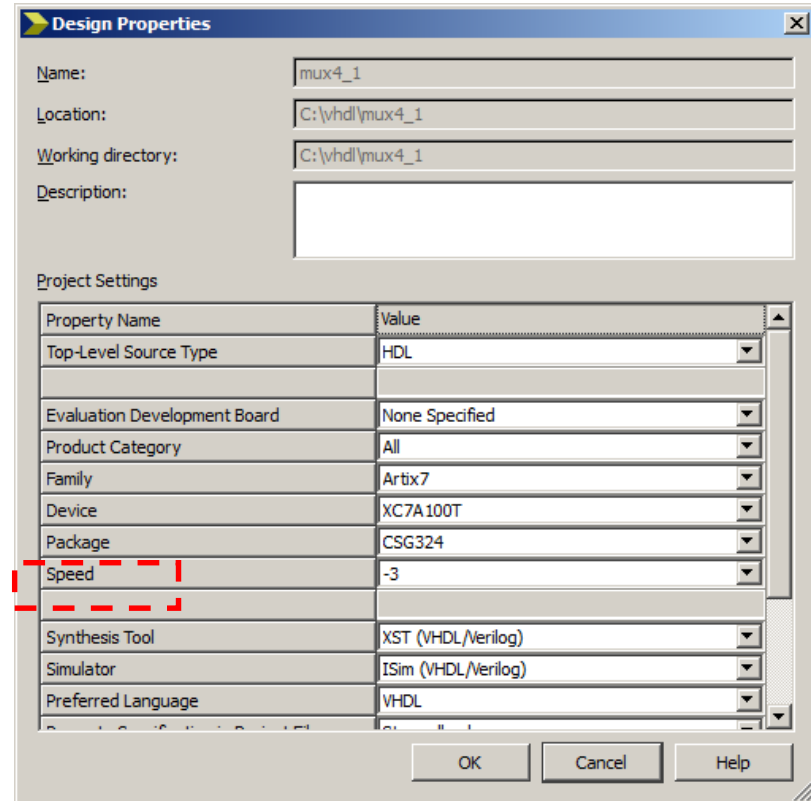 Design Properties
Name: mux4_1
Location: C:\vhdl\mux4_1
Working directory: C:\vhdl\mux4_1
Description:
Project Settings
Property Name Value
Top-Level Source Type HDL
Evaluation Development Board None Specified
Product Category All
Family Artix7
Device XC7A100T
Package CSG324
Speed -3
Synthesis Tool XST (VHDL/Verilog)
Simulator ISim (VHDL/Verilog)
Preferred Language VHDL
OK Cancel Help